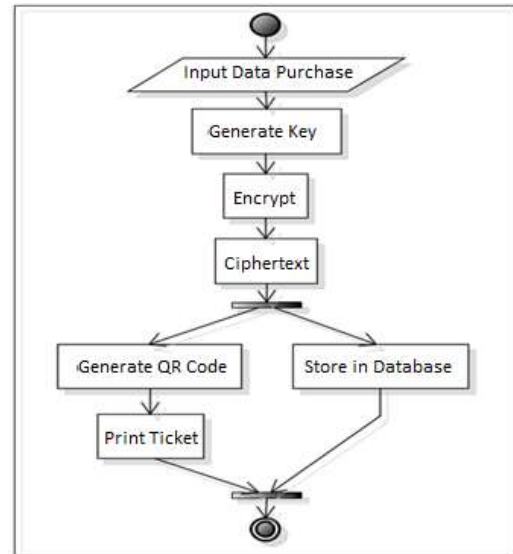 Input Data Purchase
Generate Key
Encrypt
Ciphertext
Generate QR Code
Store in Database
Print Ticket